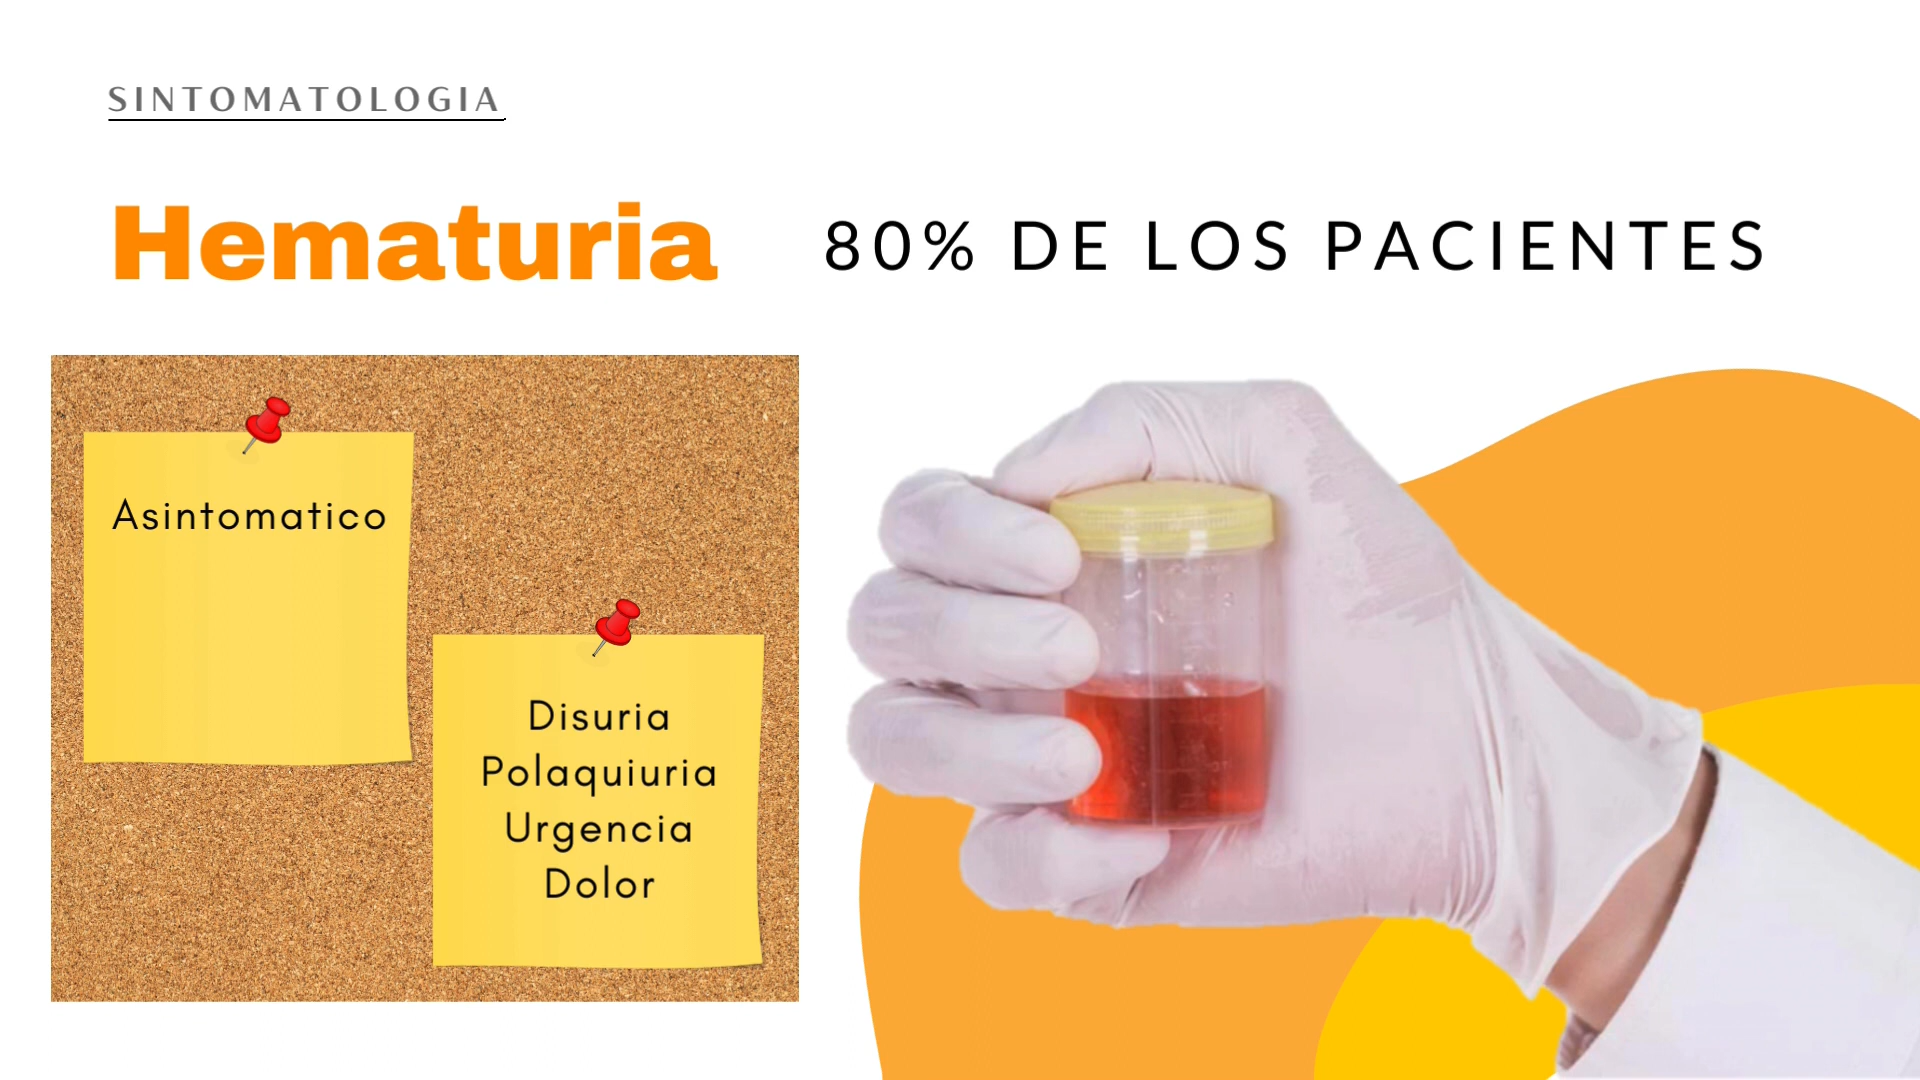 SINTOMATOLOGIA
Hematuria
80% DE LOS PACIENTES
Asintomatico
Disuria
Polaquiuria
Urgencia
Dolor